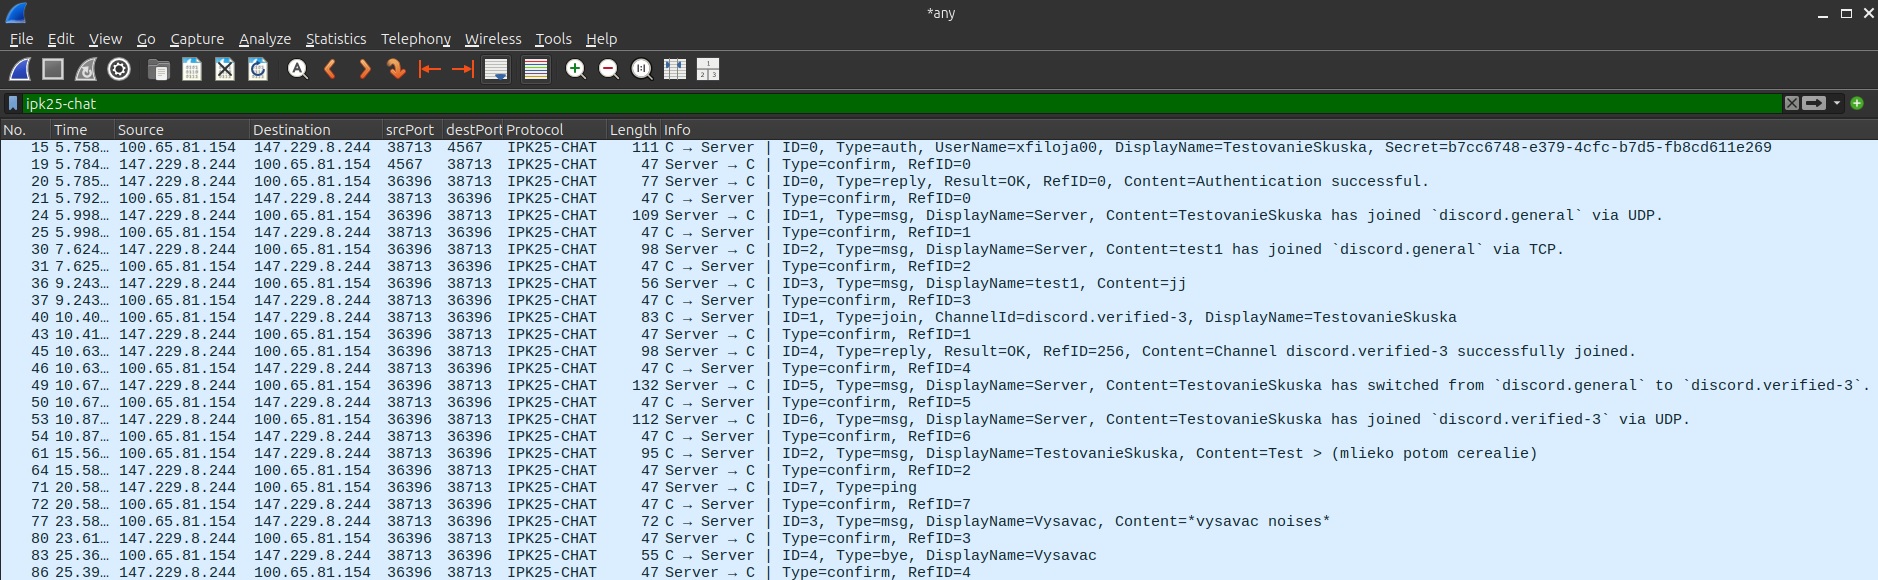 *any
File Edit View Go Capture Analyze Statistics Telephony Wireless Tools Help
ipk25-chat
No. Time Source Destination srcPort destPort Protocol Length Info
15 5.758… 100.65.81.154 147.229.8.244 38713 4567 IPK25-CHAT 111 C → Server | ID=0, Type=auth, UserName=xfiloja00, DisplayName=TestovanieSkuska, Secret=b7cc6748-e379-4cfc-b7d5-fb8cd611e269
19 5.784… 147.229.8.244 100.65.81.154 4567 38713 IPK25-CHAT 47 Server → C | Type=confirm, RefID=0
20 5.785… 147.229.8.244 100.65.81.154 36396 38713 IPK25-CHAT 77 Server → C | ID=0, Type=reply, Result=OK, RefID=0, Content=Authentication successful.
21 5.792… 100.65.81.154 147.229.8.244 38713 36396 IPK25-CHAT 47 C → Server | Type=confirm, RefID=0
24 5.998… 147.229.8.244 100.65.81.154 36396 38713 IPK25-CHAT 109 Server → C | ID=1, Type=msg, DisplayName=Server, Content=TestovanieSkuska has joined `discord.general` via UDP.
25 5.998… 100.65.81.154 147.229.8.244 38713 36396 IPK25-CHAT 47 C → Server | Type=confirm, RefID=1
30 7.624… 147.229.8.244 100.65.81.154 36396 38713 IPK25-CHAT 98 Server → C | ID=2, Type=msg, DisplayName=Server, Content=test1 has joined `discord.general` via TCP.
31 7.625… 100.65.81.154 147.229.8.244 38713 36396 IPK25-CHAT 47 C → Server | Type=confirm, RefID=2
36 9.243… 147.229.8.244 100.65.81.154 36396 38713 IPK25-CHAT 56 Server → C | ID=3, Type=msg, DisplayName=test1, Content=jj
37 9.243… 100.65.81.154 147.229.8.244 38713 36396 IPK25-CHAT 47 C → Server | Type=confirm, RefID=3
40 10.40… 100.65.81.154 147.229.8.244 38713 36396 IPK25-CHAT 83 C → Server | ID=1, Type=join, ChannelId=discord.verified-3, DisplayName=TestovanieSkuska
43 10.41… 147.229.8.244 100.65.81.154 36396 38713 IPK25-CHAT 47 Server → C | Type=confirm, RefID=1
45 10.63… 147.229.8.244 100.65.81.154 36396 38713 IPK25-CHAT 98 Server → C | ID=4, Type=reply, Result=OK, RefID=256, Content=Channel discord.verified-3 successfully joined.
46 10.63… 100.65.81.154 147.229.8.244 38713 36396 IPK25-CHAT 47 C → Server | Type=confirm, RefID=4
49 10.67… 147.229.8.244 100.65.81.154 36396 38713 IPK25-CHAT 132 Server → C | ID=5, Type=msg, DisplayName=Server, Content=TestovanieSkuska has switched from `discord.general` to `discord.verified-3`.
50 10.67… 100.65.81.154 147.229.8.244 38713 36396 IPK25-CHAT 47 C → Server | Type=confirm, RefID=5
53 10.87… 147.229.8.244 100.65.81.154 36396 38713 IPK25-CHAT 112 Server → C | ID=6, Type=msg, DisplayName=Server, Content=TestovanieSkuska has joined `discord.verified-3` via UDP.
54 10.87… 100.65.81.154 147.229.8.244 38713 36396 IPK25-CHAT 47 C → Server | Type=confirm, RefID=6
61 15.56… 100.65.81.154 147.229.8.244 38713 36396 IPK25-CHAT 95 C → Server | ID=2, Type=msg, DisplayName=TestovanieSkuska, Content=Test > (mlieko potom cerealie)
64 15.58… 147.229.8.244 100.65.81.154 36396 38713 IPK25-CHAT 47 Server → C | Type=confirm, RefID=2
71 20.58… 147.229.8.244 100.65.81.154 36396 38713 IPK25-CHAT 47 Server → C | ID=7, Type=ping
72 20.58… 100.65.81.154 147.229.8.244 38713 36396 IPK25-CHAT 47 C → Server | Type=confirm, RefID=7
77 23.58… 100.65.81.154 147.229.8.244 38713 36396 IPK25-CHAT 72 C → Server | ID=3, Type=msg, DisplayName=Vysavac, Content=*vysavac noises*
80 23.61… 147.229.8.244 100.65.81.154 36396 38713 IPK25-CHAT 47 Server → C | Type=confirm, RefID=3
83 25.36… 100.65.81.154 147.229.8.244 38713 36396 IPK25-CHAT 55 C → Server | ID=4, Type=bye, DisplayName=Vysavac
86 25.39… 147.229.8.244 100.65.81.154 36396 38713 IPK25-CHAT 47 Server → C | Type=confirm, RefID=4